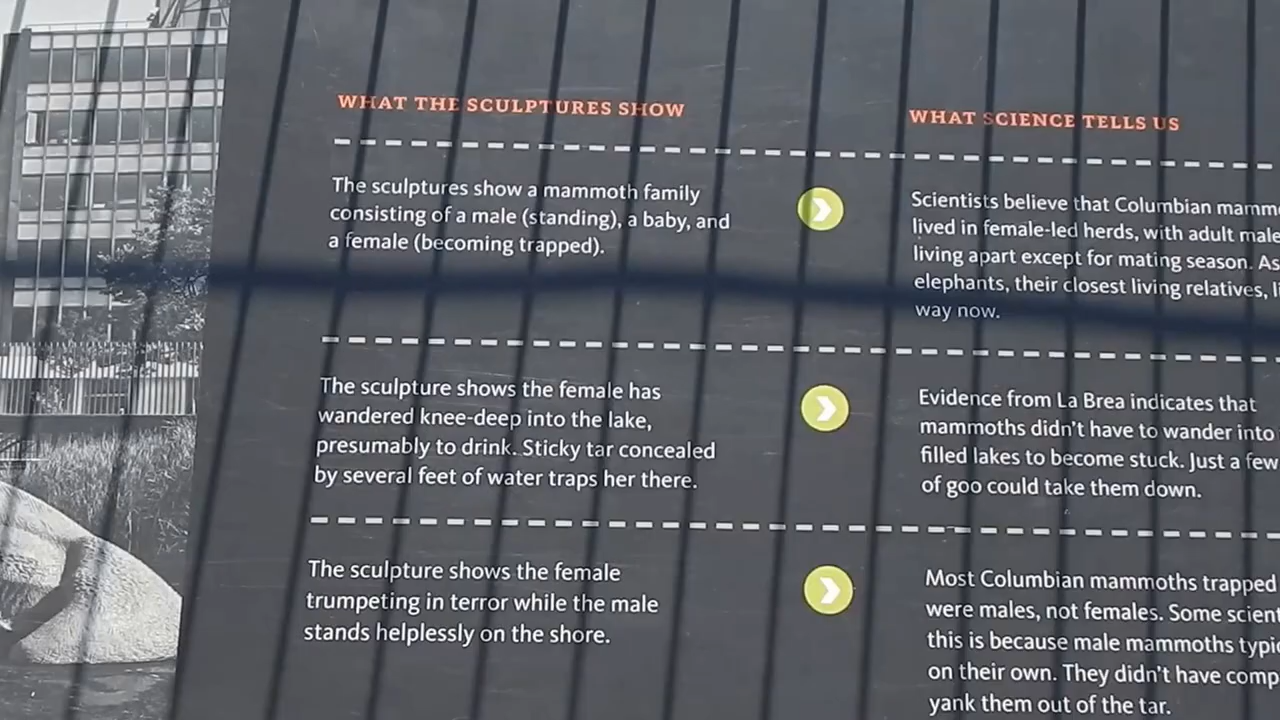 WHAT THE SCULPTURES SHOW
The sculptures show a mammoth family
consisting of a male (standing), a baby, and
a female (becoming trapped).
The sculpture shows the female has
wandered knee-deep into the lake,
presumably to drink. Sticky tar concealed
by several feet of water traps her there.
The sculpture shows the female
trumpeting in terror while the male
stands helplessly on the shore.
WHAT SCIENCE TELLS US
Scientists believe that Columbian
lived in female-led herds, with adult
living apart except for mating season. As
elephants, their closest living relatives,
way now.
Evidence from La Brea indicates that
mammoths didn't have to wander into
filled lakes to become stuck. Just a few
of goo could take them down.
Most Columbian mammoths trapped
were males, not females. Some
this is because male mammoths
on their own. They didn't have
yank them out of the tar.